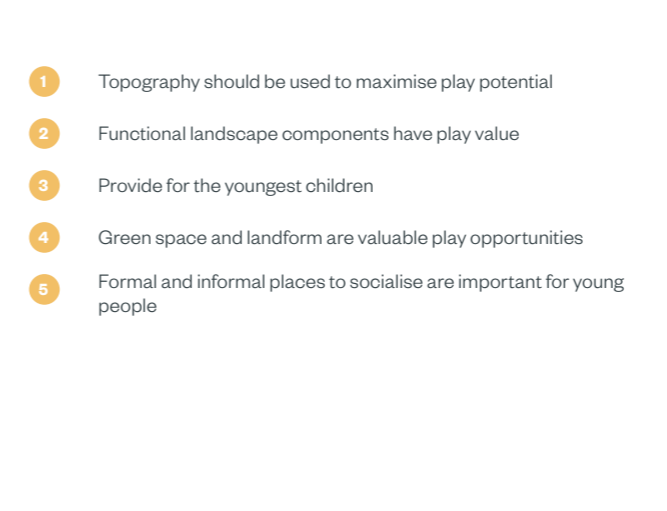 1 Topography should be used to maximise play potential
2 Functional landscape components have play value
3 Provide for the youngest children
4 Green space and landform are valuable play opportunities
5 Formal and informal places to socialise are important for young
people